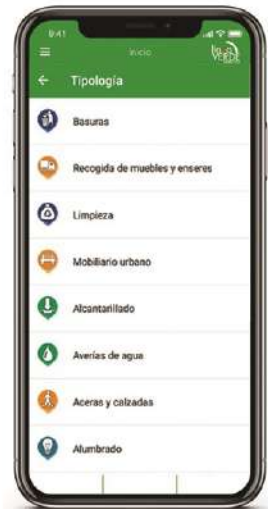 9:41
Inicio
VERDE
Tipología
Basuras
Recogida de muebles y enseres
Limpieza
Mobiliario urbano
Alcantarillado
Averías de agua
Aceras y calzadas
Alumbrado